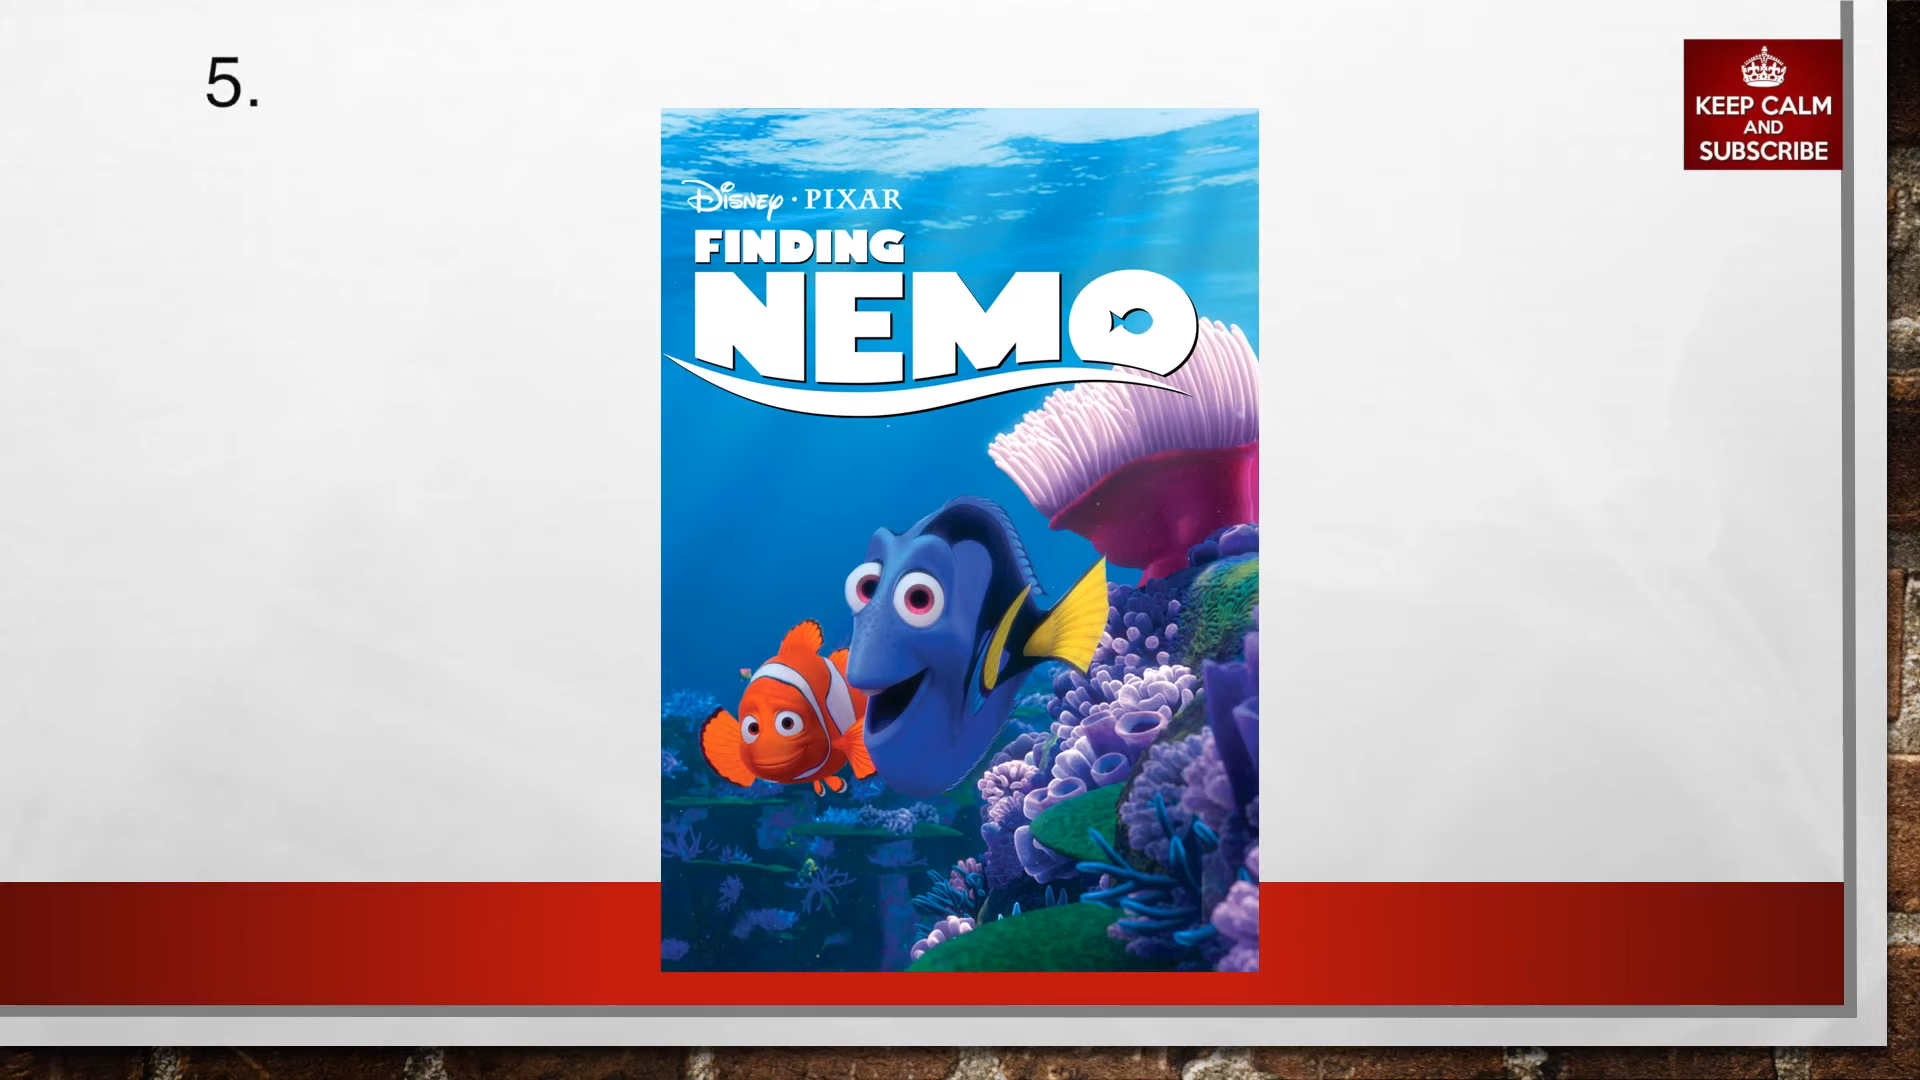 5.
KEEP CALM
AND
SUBSCRIBE
DISNEY · PIXAR
FINDING
NEMO